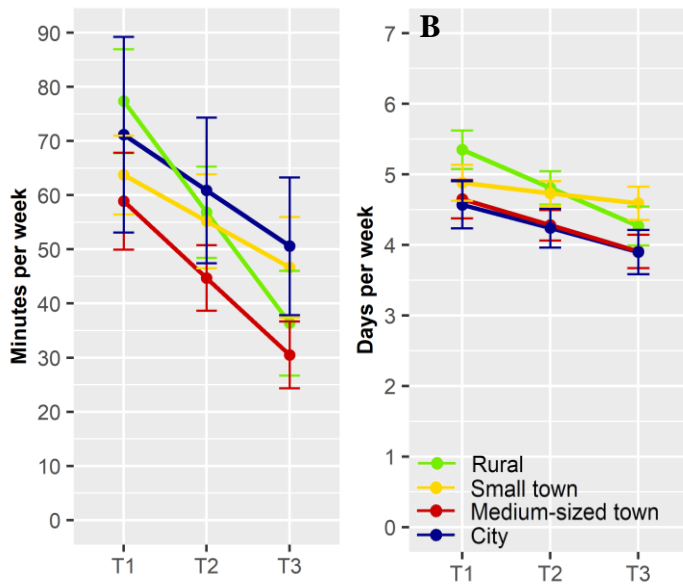 Minutes per week
90
80
70
60
50
40
30
20
10
0
T1 T2 T3
B
Days per week
7
6
5
4
3
2
1
0
Rural
Small town
Medium-sized town
City
T1 T2 T3